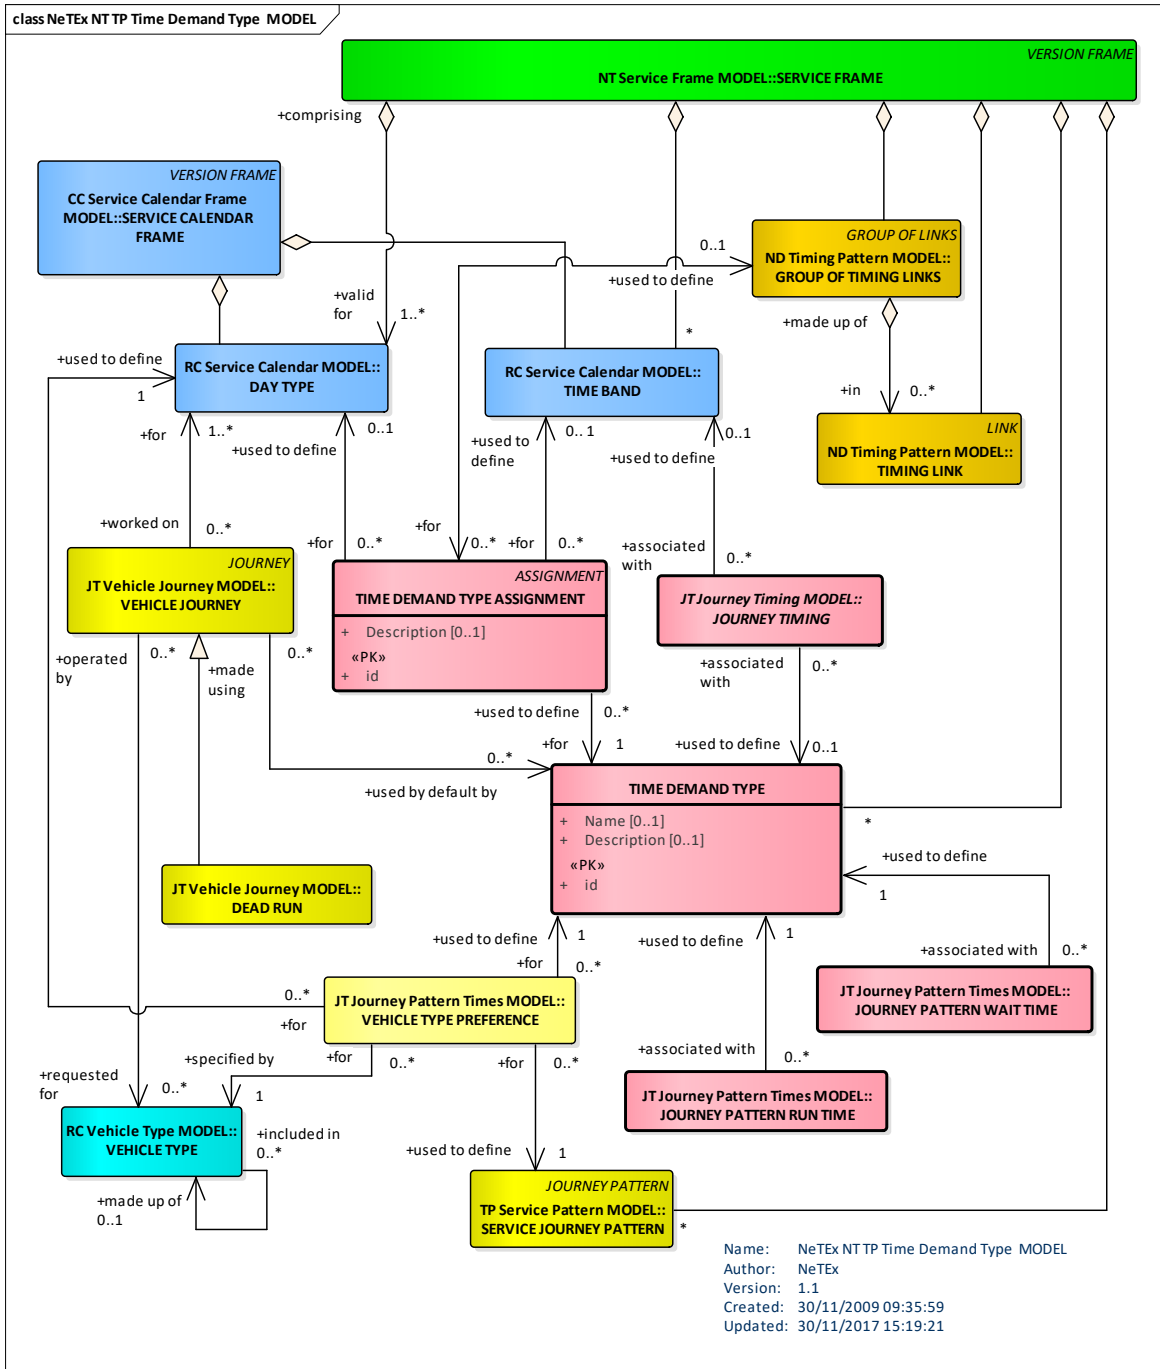 class NeTEx NT TP Time Demand Type  MODEL
VERSION FRAME
NT Service Frame MODEL::SERVICE FRAME
+comprising
VERSION FRAME
CC Service Calendar Frame
MODEL::SERVICE CALENDAR
FRAME
GROUP OF LINKS
ND Timing Pattern MODEL::
GROUP OF TIMING LINKS
0..1
+used to define
+valid
for
1..*
+made up of
*
+used to define
1
RC Service Calendar MODEL::
DAY TYPE
RC Service Calendar MODEL::
TIME BAND
+in
0..*
LINK
ND Timing Pattern MODEL::
TIMING LINK
+for
1..*
+used to define
0..1
+used to
define
0.. 1
0..1
+used to define
+worked on
0..*
+for
0..*
+for
0..*
+for
0..*
+associated
with
0..*
JOURNEY
JT Vehicle Journey MODEL::
VEHICLE JOURNEY
ASSIGNMENT
TIME DEMAND TYPE ASSIGNMENT
+ Description [0..1]
«PK»
+ id
JT Journey Timing MODEL::
JOURNEY TIMING
+operated
by
0..*
+made
using
0..*
+associated
with
0..*
+used to define
0..*
+for
1
+used to define
0..1
0..*
+used by default by
TIME DEMAND TYPE
+ Name [0..1]
+ Description [0..1]
«PK»
+ id
*
+used to define
1
JT Vehicle Journey MODEL::
DEAD RUN
+used to define
1
+for
0..*
+used to define
1
+associated with
0..*
JT Journey Pattern Times MODEL::
VEHICLE TYPE PREFERENCE
0..*
+for
JT Journey Pattern Times MODEL::
JOURNEY PATTERN WAIT TIME
+specified by
+for
0..*
+for
0..*
+associated with
0..*
+requested
for
0..*
1
JT Journey Pattern Times MODEL::
JOURNEY PATTERN RUN TIME
RC Vehicle Type MODEL::
VEHICLE TYPE
+included in
0..*
+used to define
1
+made up of
0..1
JOURNEY PATTERN
TP Service Pattern MODEL::
SERVICE JOURNEY PATTERN
*
Name: NeTEx NT TP Time Demand Type  MODEL
Author: NeTEx
Version: 1.1
Created: 30/11/2009 09:35:59
Updated: 30/11/2017 15:19:21